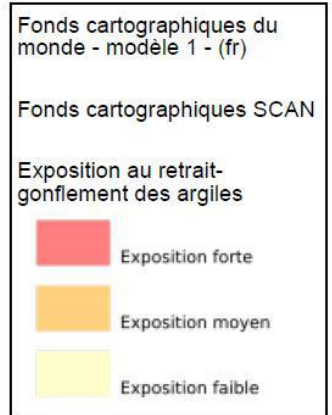 Fonds cartographiques du
monde - modèle 1 - (fr)
Fonds cartographiques SCAN
Exposition au retrait-
gonflement des argiles
Exposition forte
Exposition moyen
Exposition faible